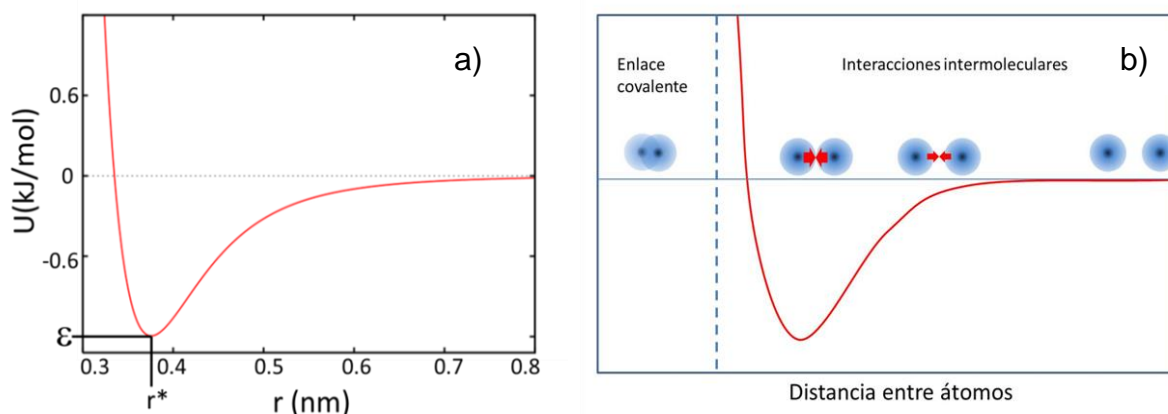 a)
U(kJ/mol)
0.6
0
-0.6
ε
0.3
0.4
0.5
0.6
0.7
0.8
r*
r (nm)
b)
Enlace
covalente
Interacciones intermoleculares
Distancia entre átomos